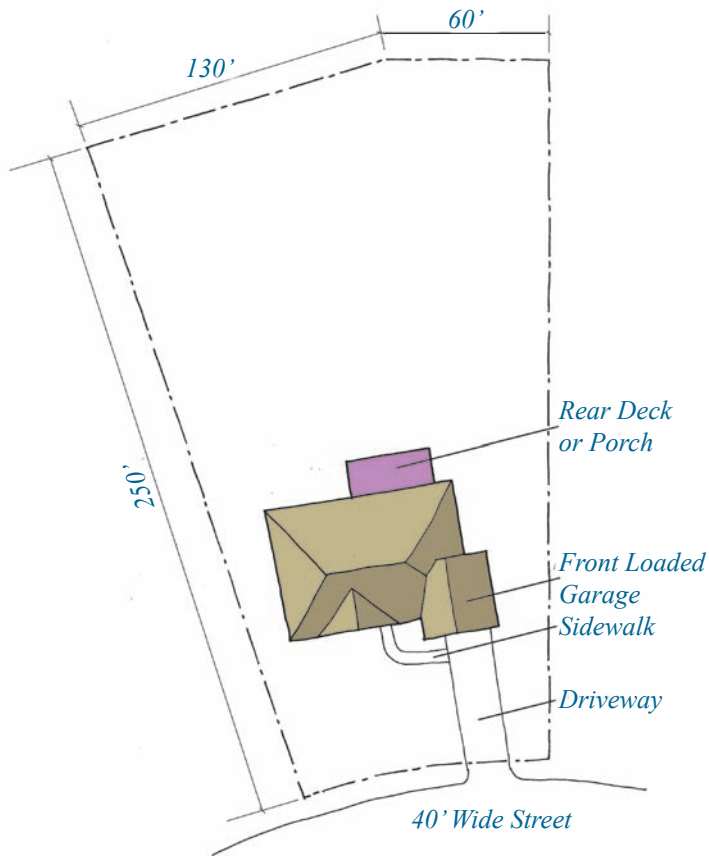 60’
130’
250’
Rear Deck
or Porch
Front Loaded
Garage
Sidewalk
Driveway
40’ Wide Street